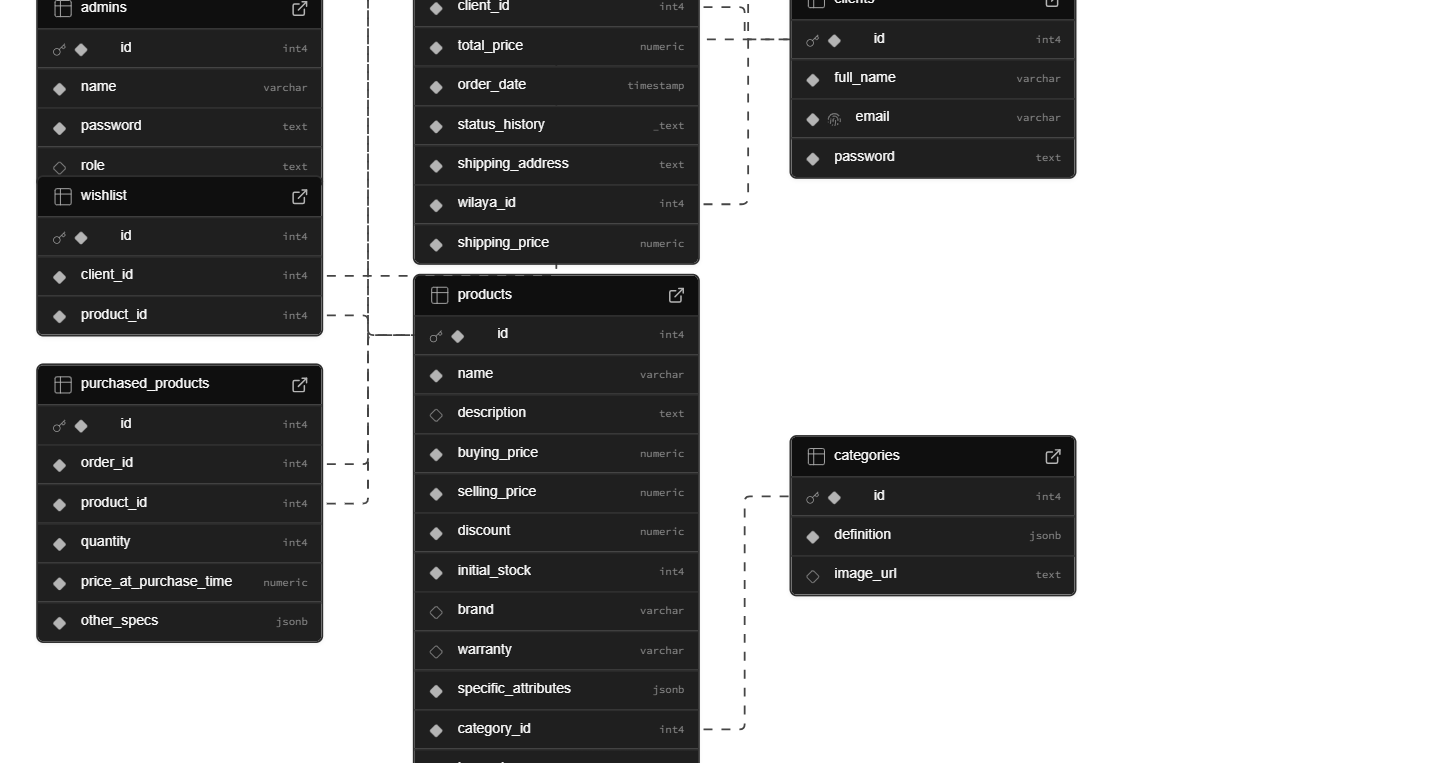 admins
id int4
name varchar
password text
role text
wishlist
id int4
client_id int4
product_id int4
purchased_products
id int4
order_id int4
product_id int4
quantity int4
price_at_purchase_time numeric
other_specs jsonb
client_id int4
total_price numeric
order_date timestamp
status_history _text
shipping_address text
wilaya_id int4
shipping_price numeric
products
id int4
name varchar
description text
buying_price numeric
selling_price numeric
discount numeric
initial_stock int4
brand varchar
warranty varchar
specific_attributes jsonb
category_id int4
clients
id int4
full_name varchar
email varchar
password text
categories
id int4
definition jsonb
image_url text